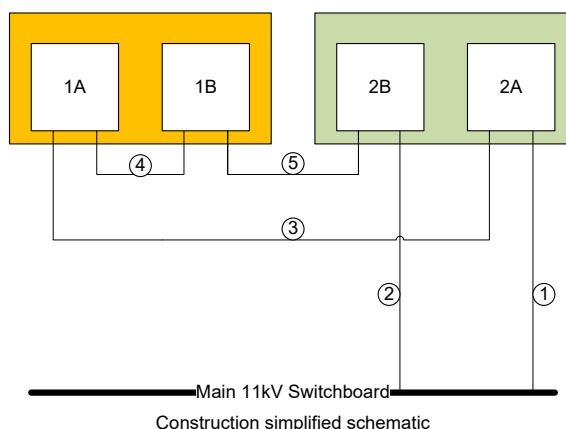 1A
1B
2B
2A
4
5
3
2
1
Main 11kV Switchboard
Construction simplified schematic